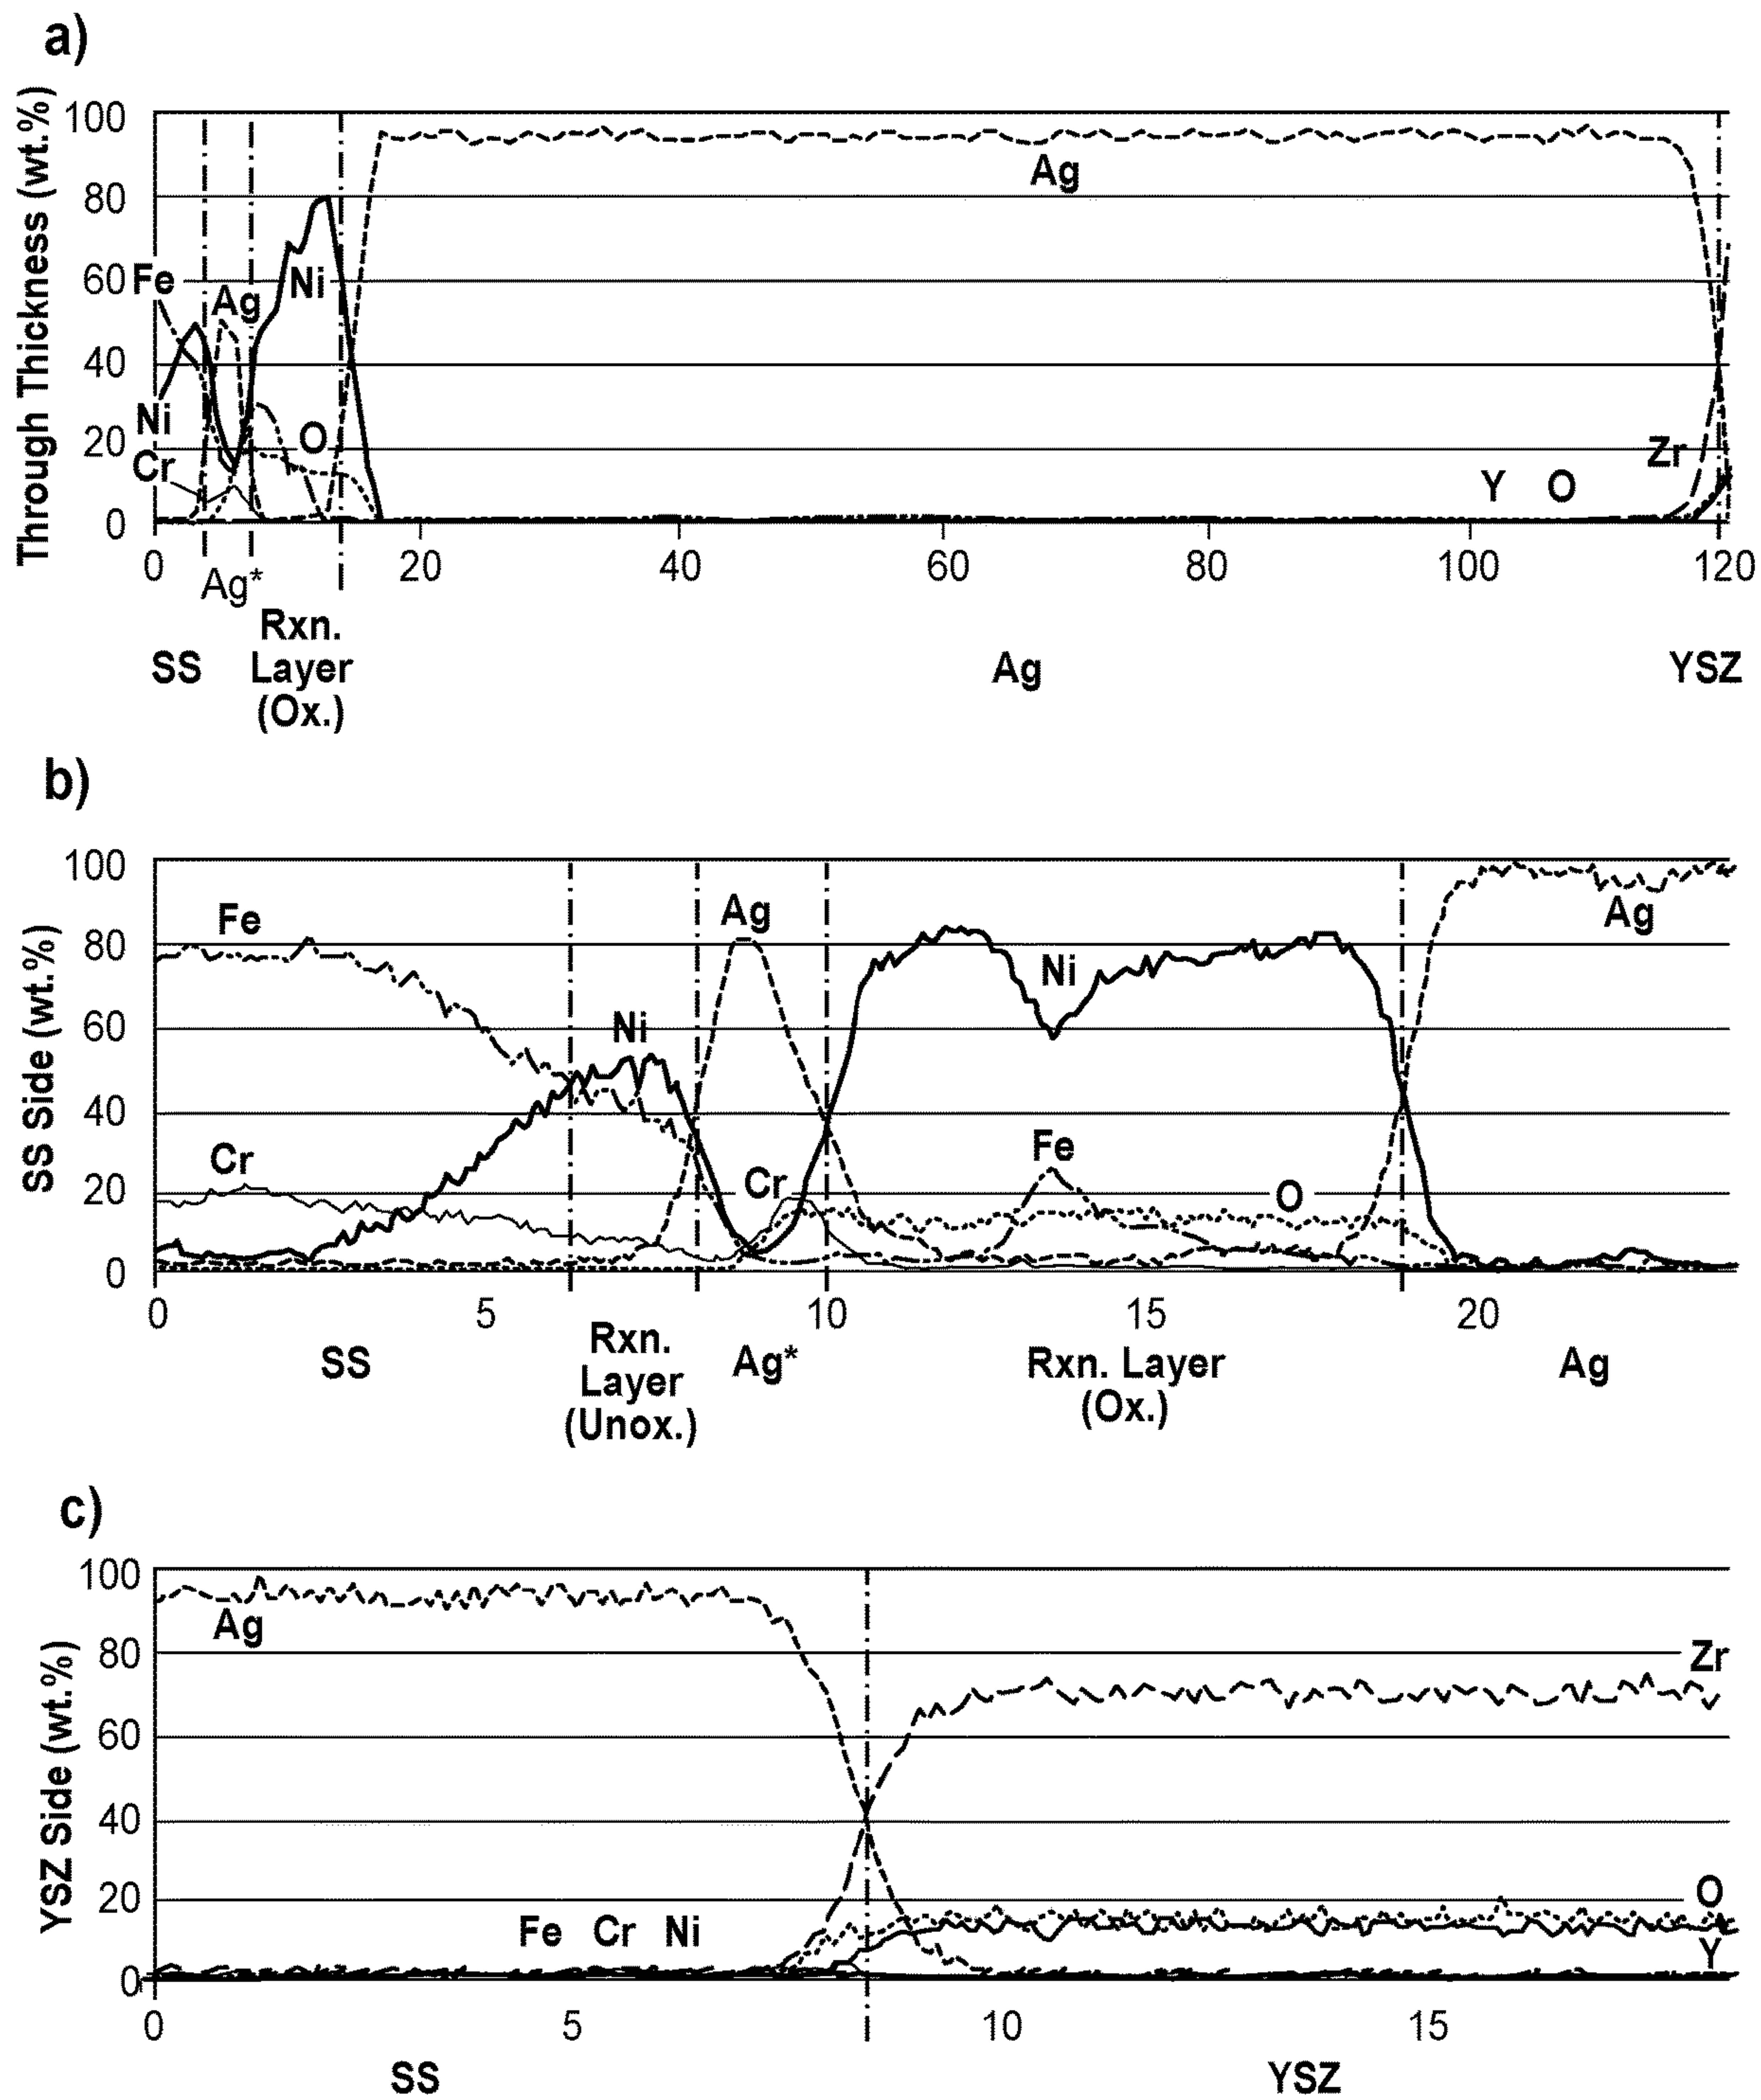 a)
Through Thickness (wt.%)
100
80
60
40
20
0
Fe
Ag
Ni
Ni
Cr
O
Ag
Zr
Y O
0 20 40 60 80 100 120
Ag*
SS
Rxn.
Layer
(Ox.)
Ag
YSZ
b)
SS Side (wt.%)
100
80
60
40
20
0
Fe
Ni
Ag
Cr
Cr
Ni
Fe
O
Ag
0 5 10 15 20
SS
Rxn.
Layer
(Unox.)
Ag*
Rxn. Layer
(Ox.)
Ag
c)
YSZ Side (wt.%)
100
80
60
40
20
0
Ag
Zr
Fe Cr Ni
O
Y
0 5 10 15
SS YSZ